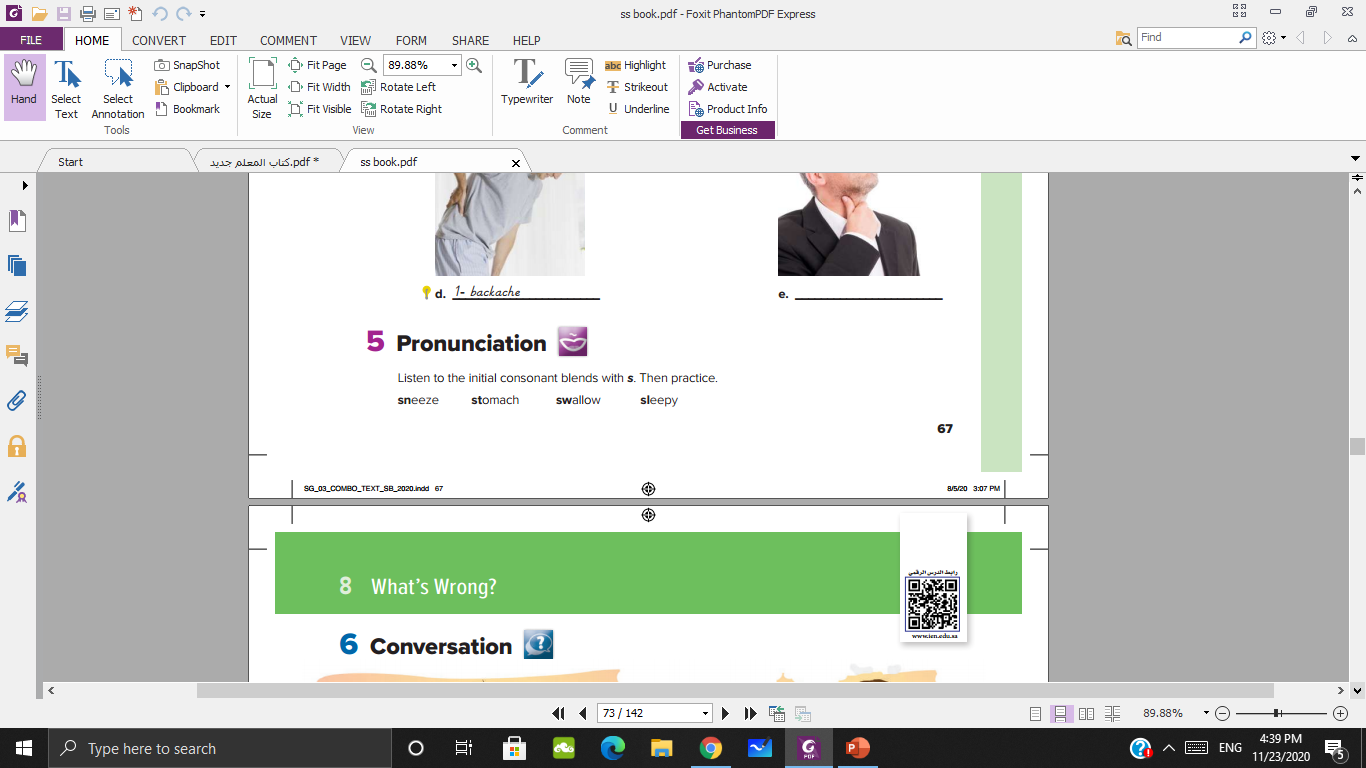 ss book.pdf - Foxit PhantomPDF Express
FILE HOME CONVERT EDIT COMMENT VIEW FORM SHARE HELP
Find
Hand
Select Text
Select Annotation
SnapShot
Clipboard
Bookmark
Tools
Actual Size
Fit Page
Fit Width
Fit Visible
89.88%
Rotate Left
Rotate Right
View
Typewriter
Note
Highlight
Strikeout
Underline
Comment
Purchase
Activate
Product Info
Get Business
Start
كتاب المعلم جديد.pdf *
ss book.pdf
d. 1- backache
e.
5 Pronunciation
Listen to the initial consonant blends with s. Then practice.
sneeze stomach swallow sleepy
67
SG_03_COMBO_TEXT_SB_2020.indd 67
8/5/20 3:07 PM
8 What's Wrong?
رابط الدرس الرقمي
www.ien.edu.sa
6 Conversation
73 / 142
89.88%
Type here to search
ENG
4:39 PM
11/23/2020
5